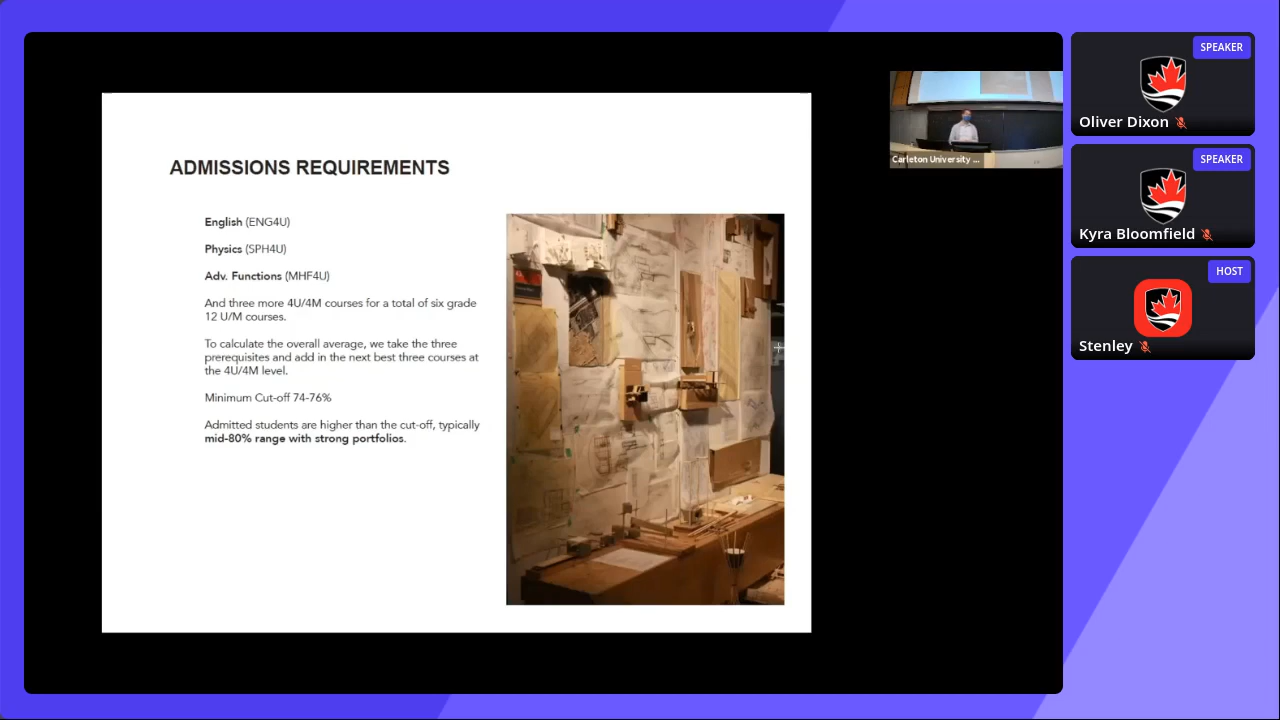 ADMISSIONS REQUIREMENTS
English (ENG4U)
Physics (SPH4U)
Adv. Functions (MHF4U)
And three more 4U/4M courses for a total of six grade
12 U/M courses.
To calculate the overall average, we take the three
prerequisites and add in the next best three courses at
the 4U/4M level.
Minimum Cut-off 74-76%
Admitted students are higher than the cut-off, typically
mid-80% range with strong portfolios.
Carleton University ...
SPEAKER
Oliver Dixon
SPEAKER
Kyra Bloomfield
HOST
Stenley